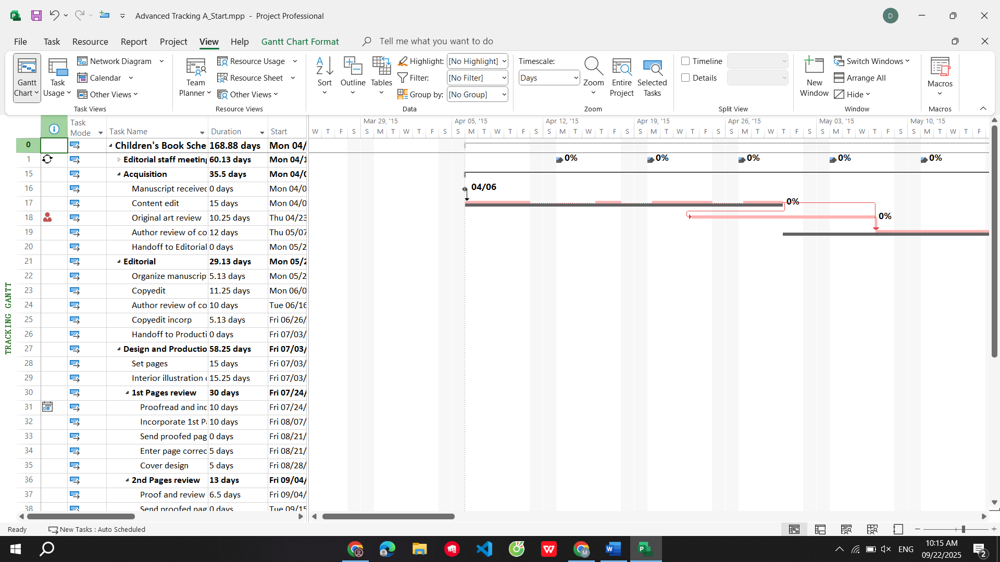 Advanced Tracking A_Start.mpp - Project Professional
D
File Task Resource Report Project View Help Gantt Chart Format Tell me what you want to do
Gantt Chart
Task Usage
Network Diagram
Calendar
Other Views
Task Views
Team Planner
Resource Usage
Resource Sheet
Other Views
Resource Views
Sort
Outline
Tables
Highlight: [No Highlight]
Filter: [No Filter]
Group by: [No Group]
Data
Timescale:
Days
Zoom
Entire Project
Selected Tasks
Zoom
Timeline
Details
Split View
New Window
Switch Windows
Arrange All
Hide
Window
Macros
Macros
Task Mode Task Name Duration Start
Mar 29, '15 Apr 05, '15 Apr 12, '15 Apr 19, '15 Apr 26, '15 May 03, '15 May 10, '15
W T F S S M T W T F S S M T W T F S S M T W T F S S M T W T F S S M T W T F S S M T W T F S S M T W T F
0 Children's Book Sche 168.88 days Mon 04/
1 Editorial staff meeting 60.13 days Mon 04/1 0% 0% 0% 0% 0%
15 Acquisition 35.5 days Mon 04/0
16 Manuscript received 0 days Mon 04/0 04/06
17 Content edit 15 days Mon 04/0 0%
18 Original art review 10.25 days Thu 04/23 0%
19 Author review of co 12 days Thu 05/07
20 Handoff to Editorial 0 days Mon 05/2
21 Editorial 29.13 days Mon 05/2
22 Organize manuscrip 5.13 days Mon 05/2
23 Copyedit 11.25 days Mon 06/0
24 Author review of co 10 days Tue 06/16
25 Copyedit incorp 5.13 days Fri 06/26/
26 Handoff to Producti 0 days Fri 07/03/
27 Design and Productio 58.25 days Fri 07/03/
28 Set pages 15 days Fri 07/03/
29 Interior illustration 15.25 days Fri 07/03/
30 1st Pages review 30 days Fri 07/24/
31 Proofread and ind 10 days Fri 07/24/
32 Incorporate 1st P 10 days Fri 08/07/
33 Send proofed pag 0 days Fri 08/21/
34 Enter page correc 5 days Fri 08/21/
35 Cover design 5 days Fri 08/28/
36 2nd Pages review 13 days Fri 09/04/
37 Proof and review 6.5 days Fri 09/04/
38 Send proofed pag 0 days Tue 09/15
TRACKING GANTT
Ready New Tasks : Auto Scheduled
ENG
10:15 AM
09/22/2025
2